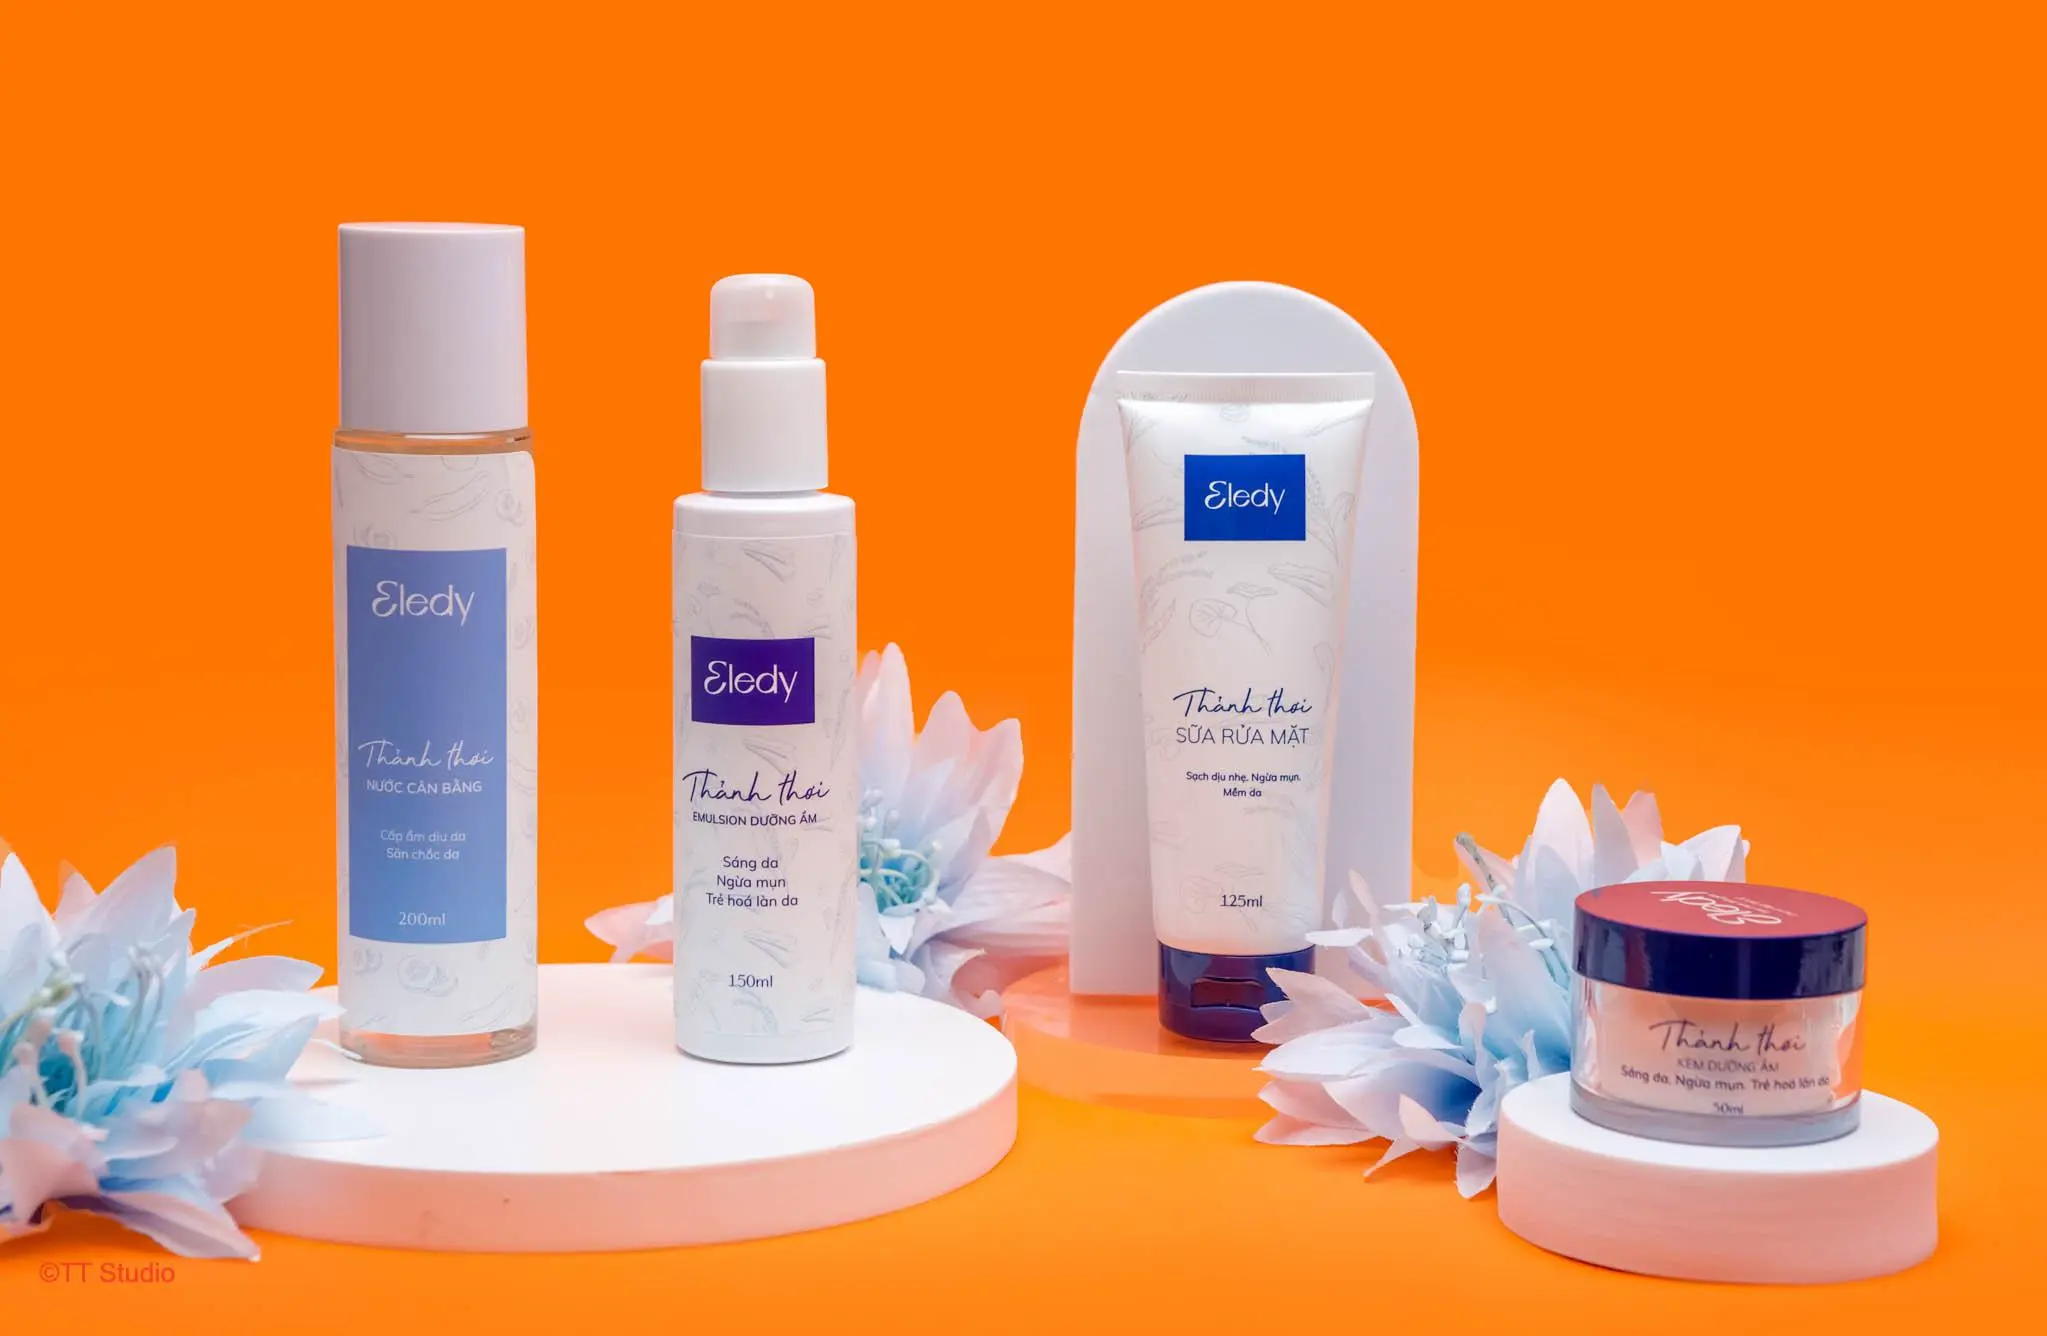 Eledy
Thảnh thơi
NƯỚC CÂN BẰNG
Cấp ẩm dịu da
Săn chắc da
200ml
Eledy
Thảnh thơi
EMULSION DƯỠNG ẨM
Sáng da
Ngừa mụn
Trẻ hoá làn da
150ml
Eledy
Thảnh thơi
SỮA RỬA MẶT
Sạch dịu nhẹ. Ngừa mụn.
Mềm da
125ml
Eledy
Thảnh thơi
KEM DƯỠNG ẨM
Sáng da. Ngừa mụn. Trẻ hoá làn da
50ml
©TT Studio